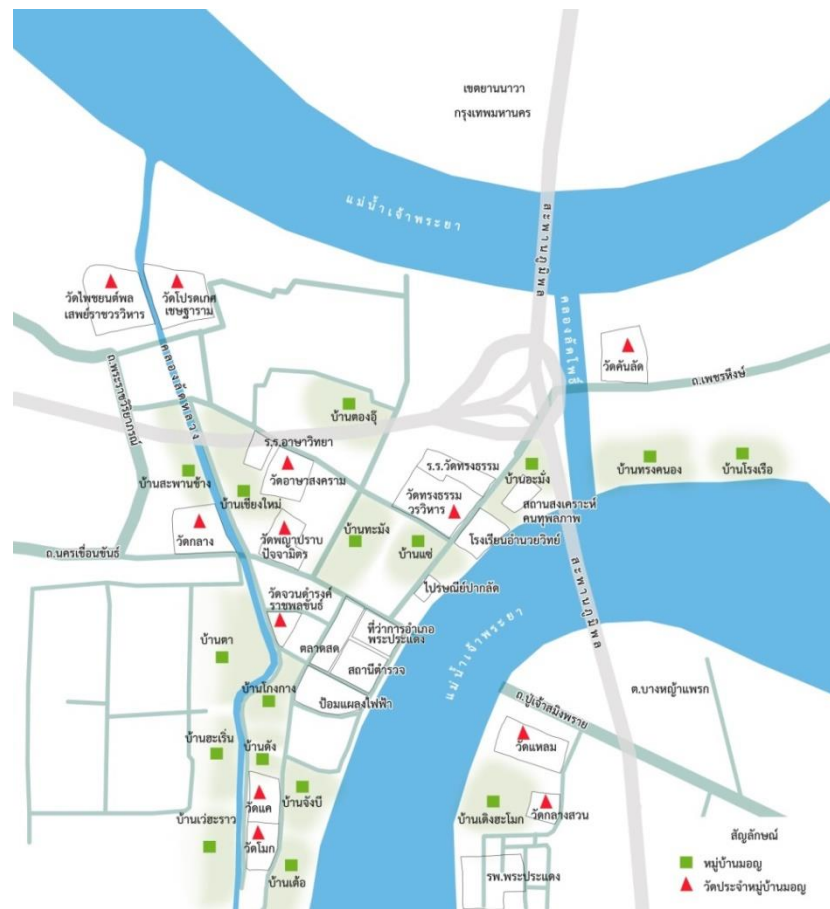 เขตยานนาวา
กรุงเทพมหานคร
แม่น้ำเจ้าพระยา
สะพานภูมิพล
คลองลัดโพธิ์
วัดไพชยนต์พล
เสพย์ราชวรวิหาร
วัดโปรดเกศ
เชษฐาราม
คลองลัดหลวง
ถ.พระราชวิริยาภรณ์
วัดคันลัด
ถ.เพชรหึงษ์
บ้านตองอุ๊
ร.ร.อาษาวิทยา
วัดอาษาสงคราม
บ้านสะพานช้าง
บ้านเชียงใหม่
ร.ร.วัดทรงธรรม
วัดทรงธรรม
วรวิหาร
บ้านฮะมั่ง
สถานสงเคราะห์
คนทุพลภาพ
บ้านทรงคนอง
บ้านโรงเรือ
วัดกลาง
วัดพญาปราบ
ปัจจามิตร
บ้านทะมัง
บ้านแซ่
โรงเรียนอำนวยวิทย์
ถ.นครเขื่อนขันธ์
ไปรษณีย์ปากลัด
วัดจวนดำรงค์
ราชพลขันธ์
ตลาดสด
ที่ว่าการอำเภอ
พระประแดง
สถานีตำรวจ
ป้อมแผลงไฟฟ้า
แม่น้ำเจ้าพระยา
สะพานภูมิพล
บ้านตา
บ้านโกงกาง
ถ.ปู่เจ้าสมิงพราย
ต.บางหญ้าแพรก
บ้านฮะเริ่น
บ้านดัง
วัดแหลม
บ้านจังบี
วัดแค
บ้านเว่ฮะราว
วัดโมก
บ้านเดิงฮะโมก
วัดกลางสวน
บ้านเต้อ
รพ.พระประแดง
สัญลักษณ์
หมู่บ้านมอญ
วัดประจำหมู่บ้านมอญ